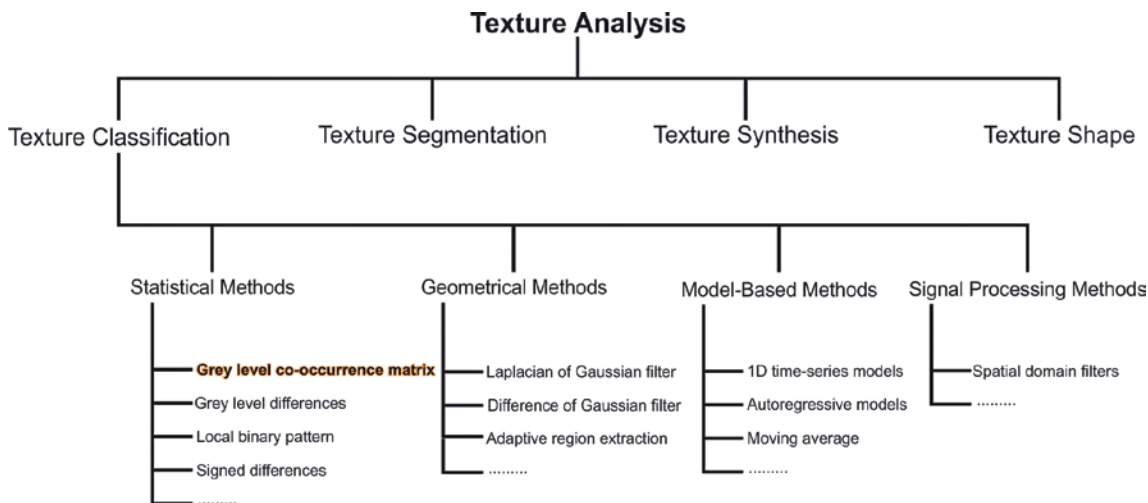 Texture Analysis
Texture Classification
Texture Segmentation
Texture Synthesis
Texture Shape
Statistical Methods
Grey level co-occurrence matrix
Grey level differences
Local binary pattern
Signed differences
.........
Geometrical Methods
Laplacian of Gaussian filter
Difference of Gaussian filter
Adaptive region extraction
.........
Model-Based Methods
1D time-series models
Autoregressive models
Moving average
.........
Signal Processing Methods
Spatial domain filters
.........